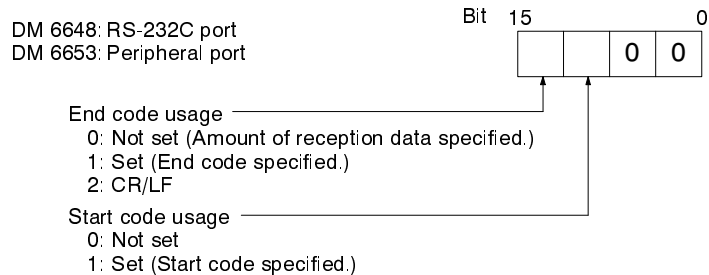 Bit 15 0
DM 6648: RS-232C port
DM 6653: Peripheral port
0 0
End code usage
0: Not set (Amount of reception data specified.)
1: Set (End code specified.)
2: CR/LF
Start code usage
0: Not set
1: Set (Start code specified.)